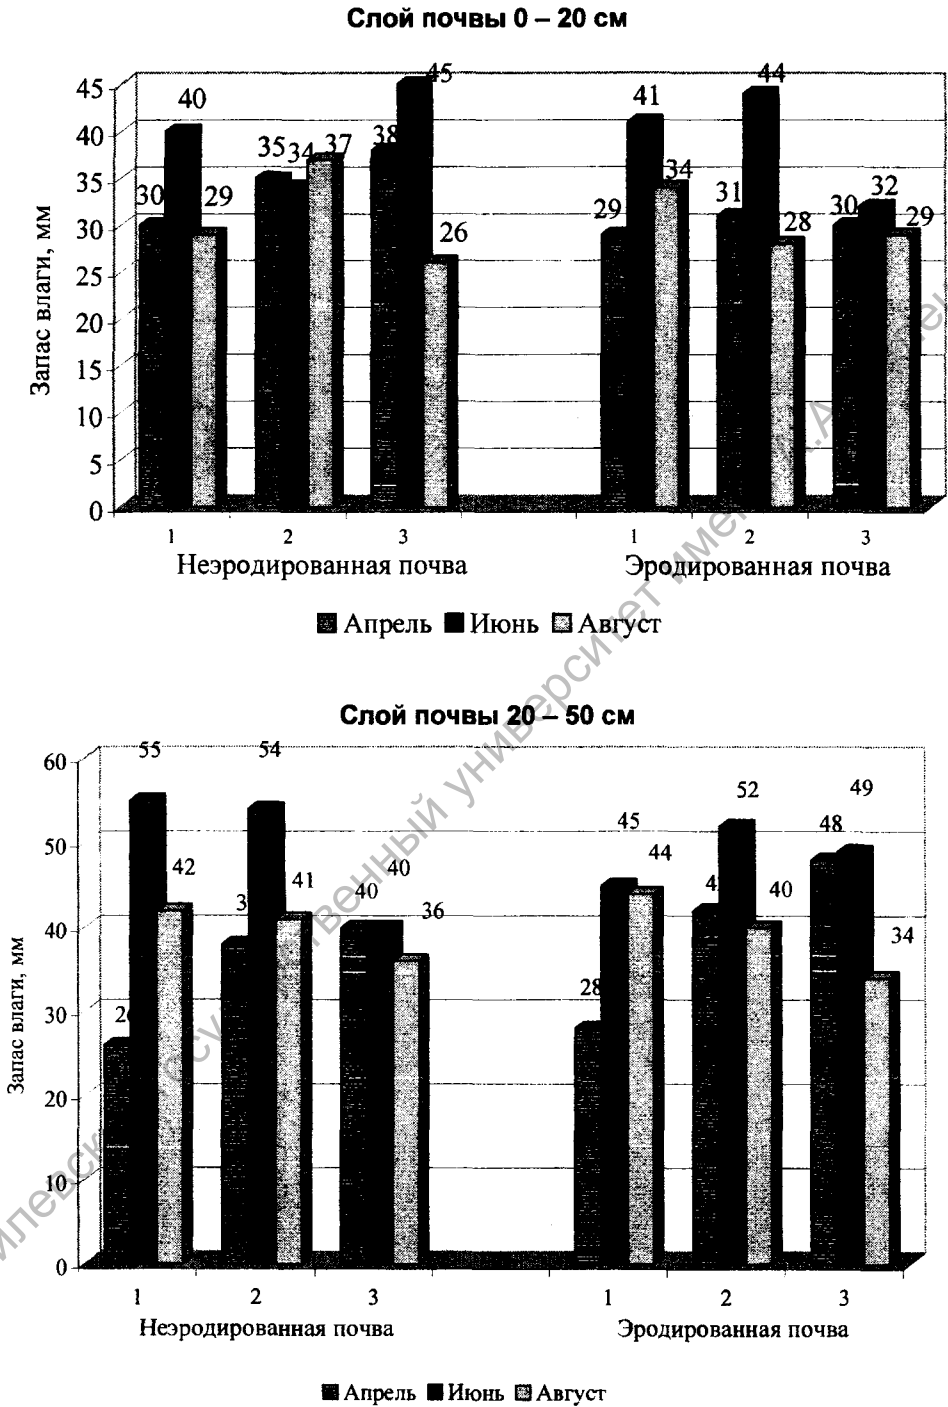 Слой почвы 0 – 20 см
Запас влаги, мм
45
40
35
30
25
20
15
10
5
0
30 40 29
35 34 37
38 45 26
29 41 34
31 44 28
30 32 29
1 2 3 1 2 3
Неэродированная почва Эродированная почва
Апрель Июнь Август
Слой почвы 20 – 50 см
Запас влаги, мм
60
50
40
30
20
10
0
55 42
54 41
40 40 36
28 45 44
52 40
48 49 34
1 2 3 1 2 3
Неэродированная почва Эродированная почва
Апрель Июнь Август
университет